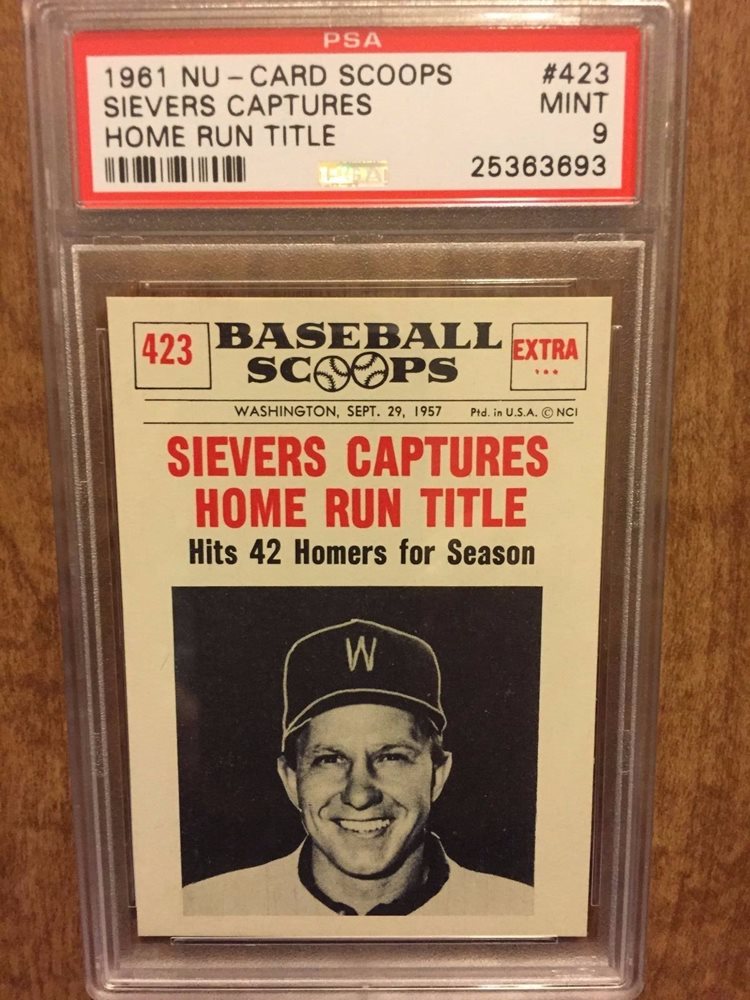 PSA
1961 NU-CARD SCOOPS #423
SIEVERS CAPTURES MINT
HOME RUN TITLE 9
PSA 25363693
423 BASEBALL SCOOPS EXTRA
WASHINGTON, SEPT. 29, 1957 Ptd. in U.S.A. © NCI
SIEVERS CAPTURES
HOME RUN TITLE
Hits 42 Homers for Season
W